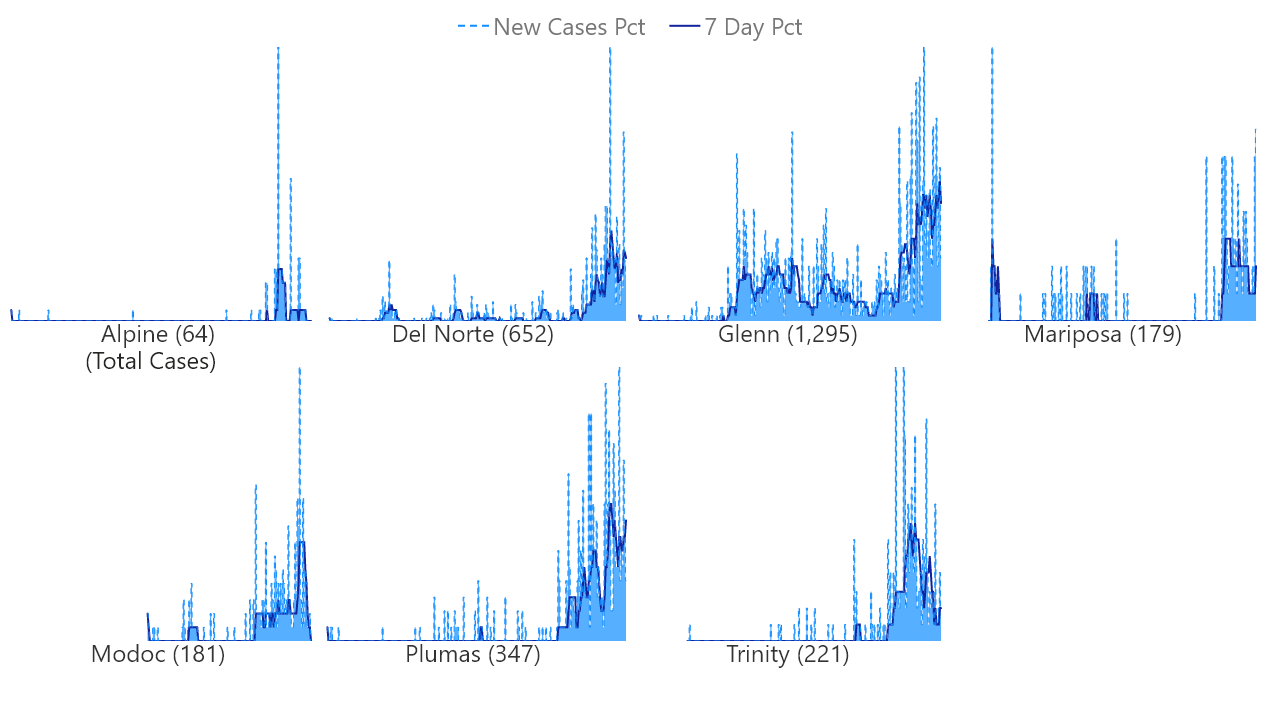 New Cases Pct 7 Day Pct
Alpine (64)
(Total Cases)
Del Norte (652)
Glenn (1,295)
Mariposa (179)
Modoc (181)
Plumas (347)
Trinity (221)